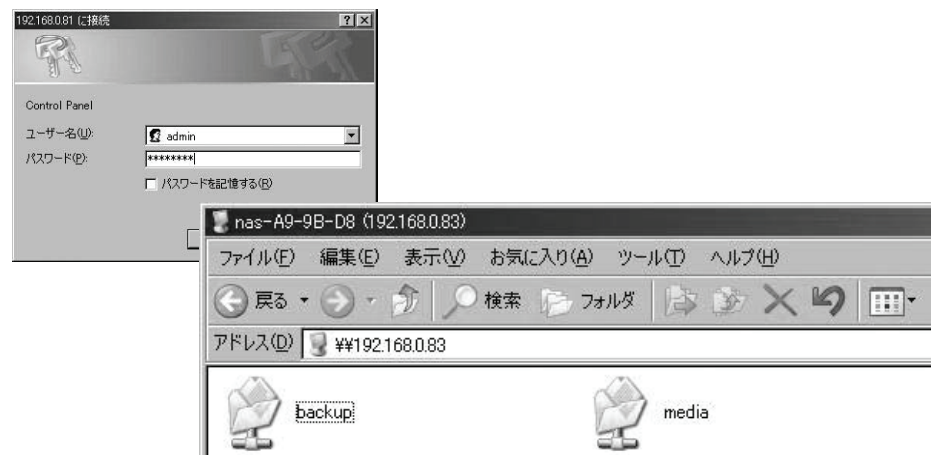 192.168.0.81 に接続
Control Panel
ユーザー名(U):
admin
パスワード(P):
********
パスワードを記憶する(R)
nas-A9-9B-D8 (192.168.0.83)
ファイル(F) 編集(E) 表示(V) お気に入り(A) ツール(T) ヘルプ(H)
戻る 検索 フォルダ
アドレス(D) ¥¥192.168.0.83
backup media